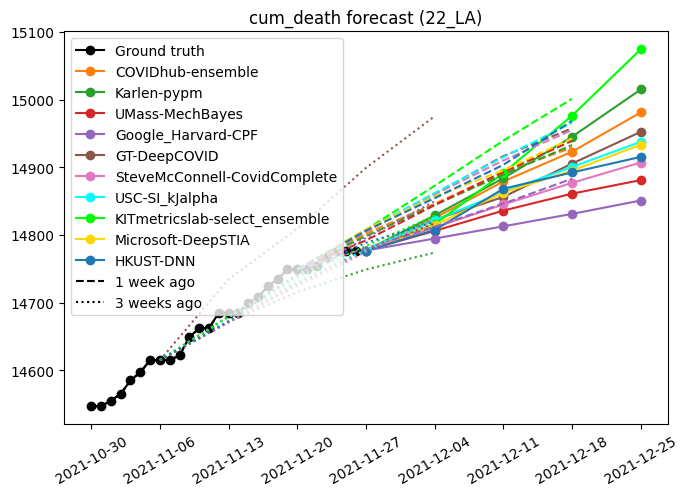 cum_death forecast (22_LA)
15100
15000
14900
14800
14700
14600
Ground truth
COVIDhub-ensemble
Karlen-pypm
UMass-MechBayes
Google_Harvard-CPF
GT-DeepCOVID
SteveMcConnell-CovidComplete
USC-SI_kJalpha
KITmetricslab-select_ensemble
Microsoft-DeepSTIA
HKUST-DNN
1 week ago
3 weeks ago
2021-10-30
2021-11-06
2021-11-13
2021-11-20
2021-11-27
2021-12-04
2021-12-11
2021-12-18
2021-12-25